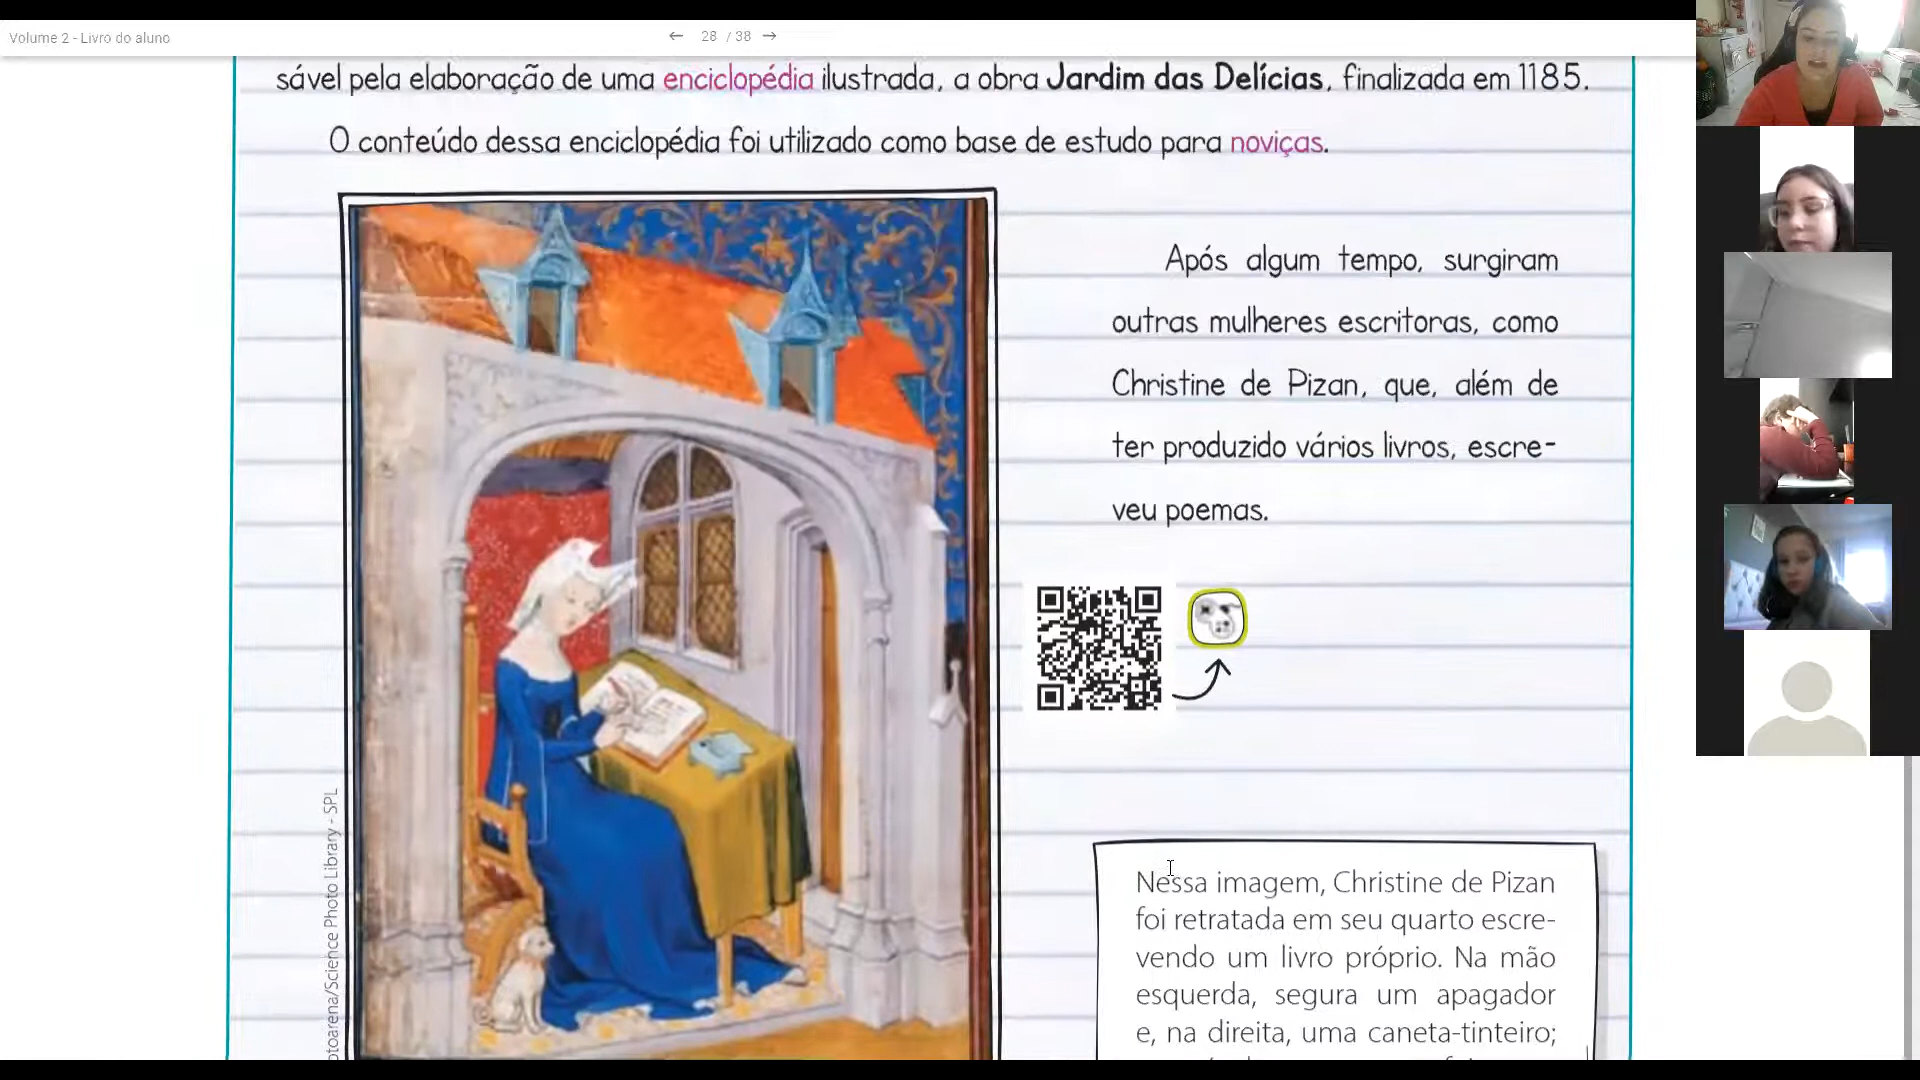 Volume 2 - Livro do aluno
28 / 38
sável pela elaboração de uma enciclopédia ilustrada, a obra Jardim das Delícias, finalizada em 1185.
O conteúdo dessa enciclopédia foi utilizado como base de estudo para noviças.
Após algum tempo, surgiram
outras mulheres escritoras, como
Christine de Pizan, que, além de
ter produzido vários livros, escre-
veu poemas.
otoarena/Science Photo Library - SPL
Nessa imagem, Christine de Pizan
foi retratada em seu quarto escre-
vendo um livro próprio. Na mão
esquerda, segura um apagador
e, na direita, uma caneta-tinteiro;